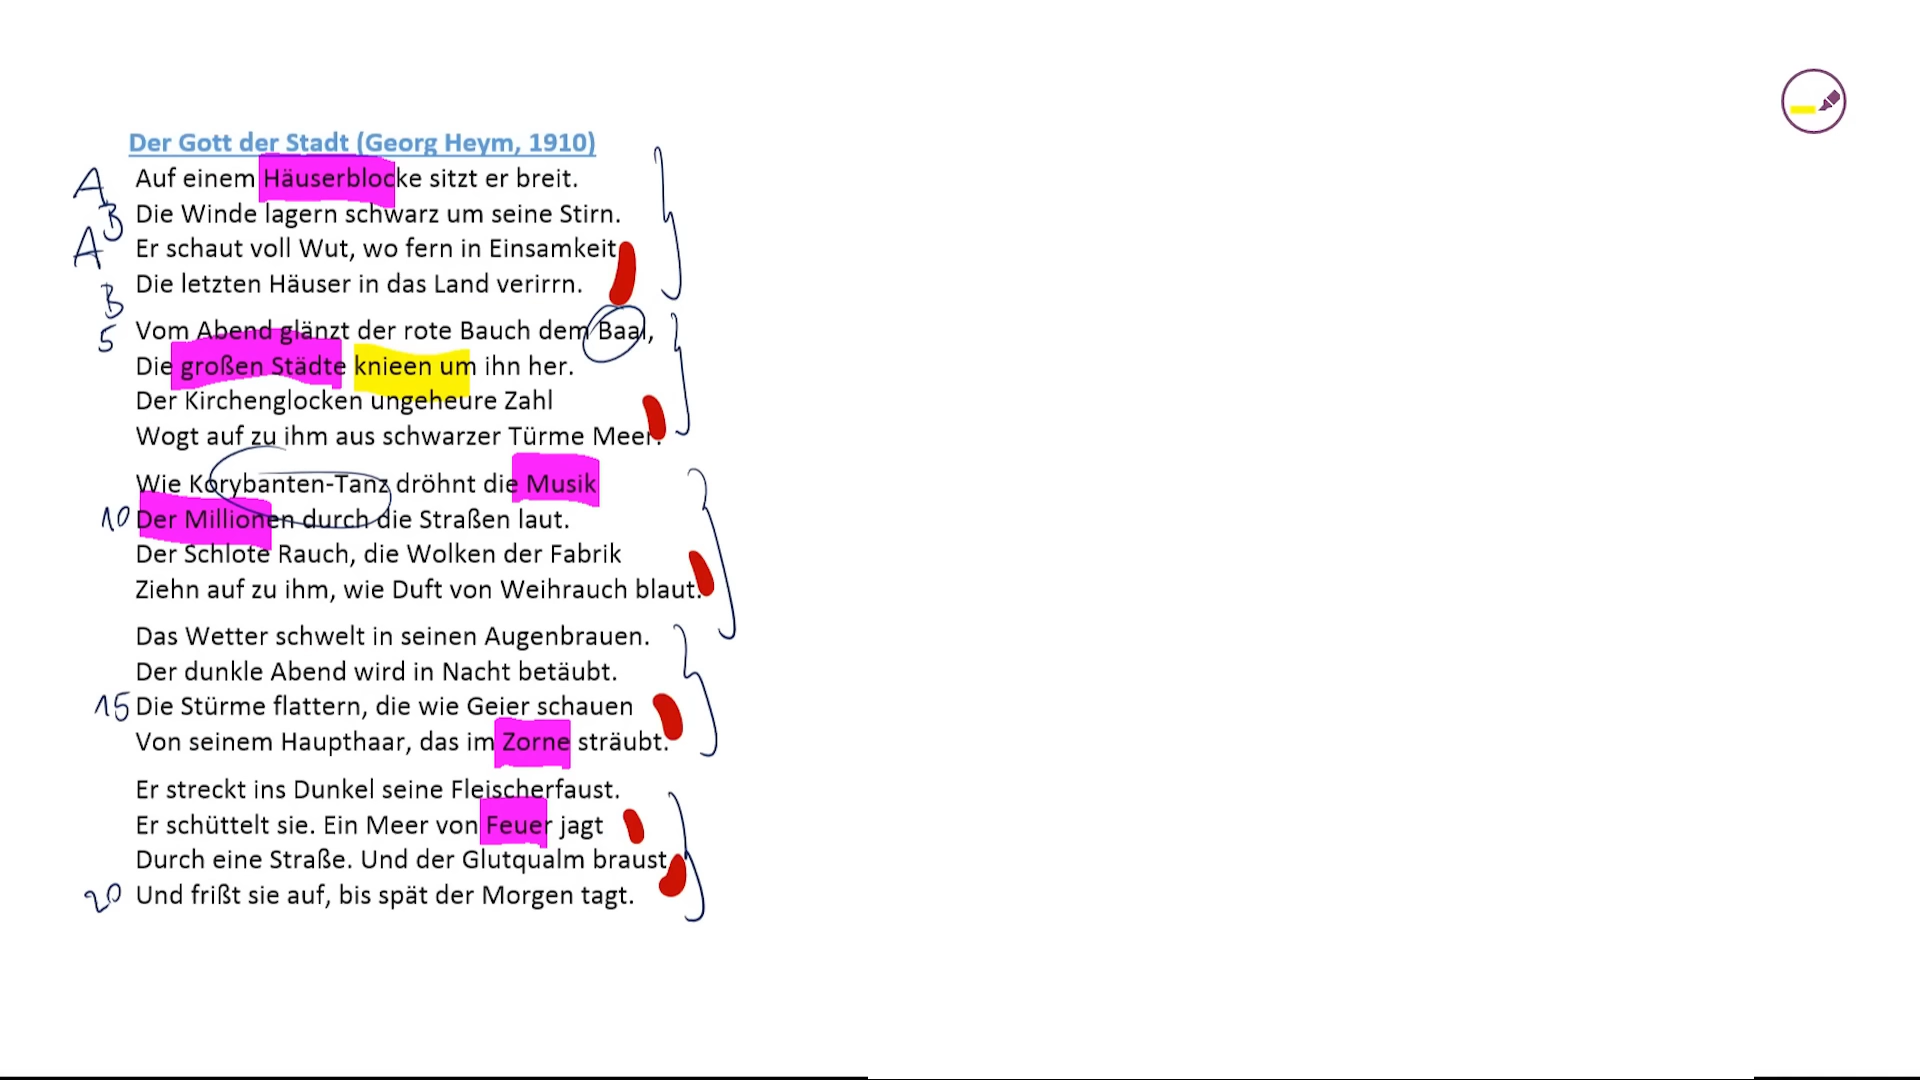 Der Gott der Stadt (Georg Heym, 1910)
A Auf einem Häuserblocke sitzt er breit.
B Die Winde lagern schwarz um seine Stirn.
A Er schaut voll Wut, wo fern in Einsamkeit
B Die letzten Häuser in das Land verirrn.
5 Vom Abend glänzt der rote Bauch dem Baal,
Die großen Städte knieen um ihn her.
Der Kirchenglocken ungeheure Zahl
Wogt auf zu ihm aus schwarzer Türme Meer.
Wie Korybanten-Tanz dröhnt die Musik
10 Der Millionen durch die Straßen laut.
Der Schlote Rauch, die Wolken der Fabrik
Ziehn auf zu ihm, wie Duft von Weihrauch blaut.
Das Wetter schwelt in seinen Augenbrauen.
Der dunkle Abend wird in Nacht betäubt.
15 Die Stürme flattern, die wie Geier schauen
Von seinem Haupthaar, das im Zorne sträubt.
Er streckt ins Dunkel seine Fleischerfaust.
Er schüttelt sie. Ein Meer von Feuer jagt
Durch eine Straße. Und der Glutqualm braust
20 Und frißt sie auf, bis spät der Morgen tagt.